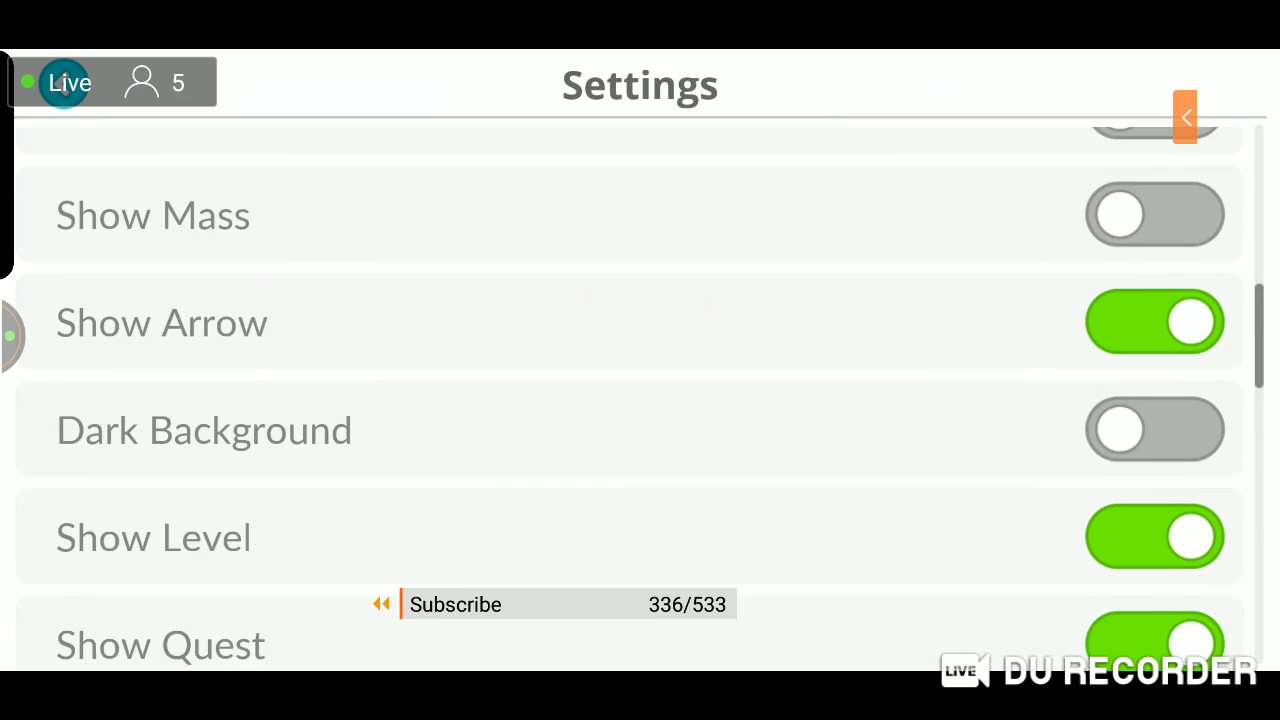 Live 5
Settings
Show Mass
Show Arrow
Dark Background
Show Level
Subscribe 336/533
Show Quest
LIVE DU RECORDER